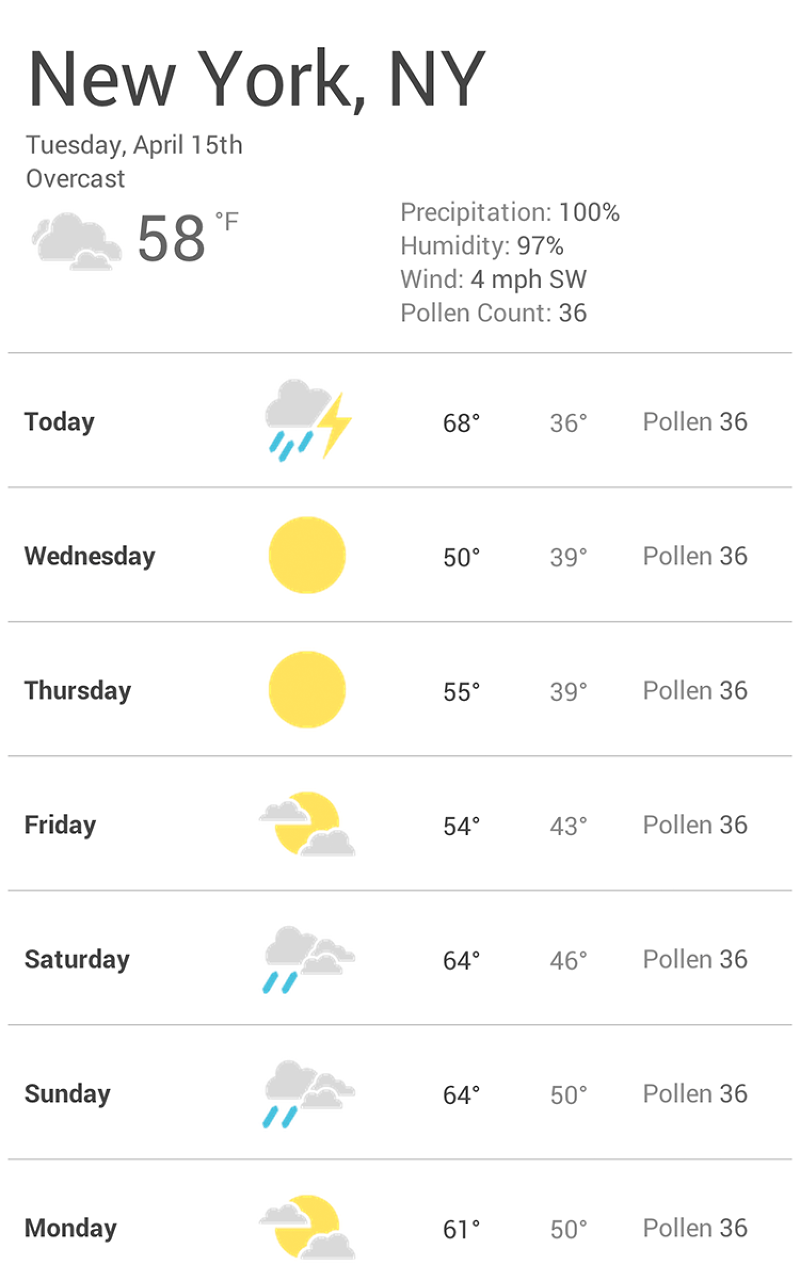 New York, NY
Tuesday, April 15th
Overcast
58 °F
Precipitation: 100%
Humidity: 97%
Wind: 4 mph SW
Pollen Count: 36
Today 68° 36° Pollen 36
Wednesday 50° 39° Pollen 36
Thursday 55° 39° Pollen 36
Friday 54° 43° Pollen 36
Saturday 64° 46° Pollen 36
Sunday 64° 50° Pollen 36
Monday 61° 50° Pollen 36